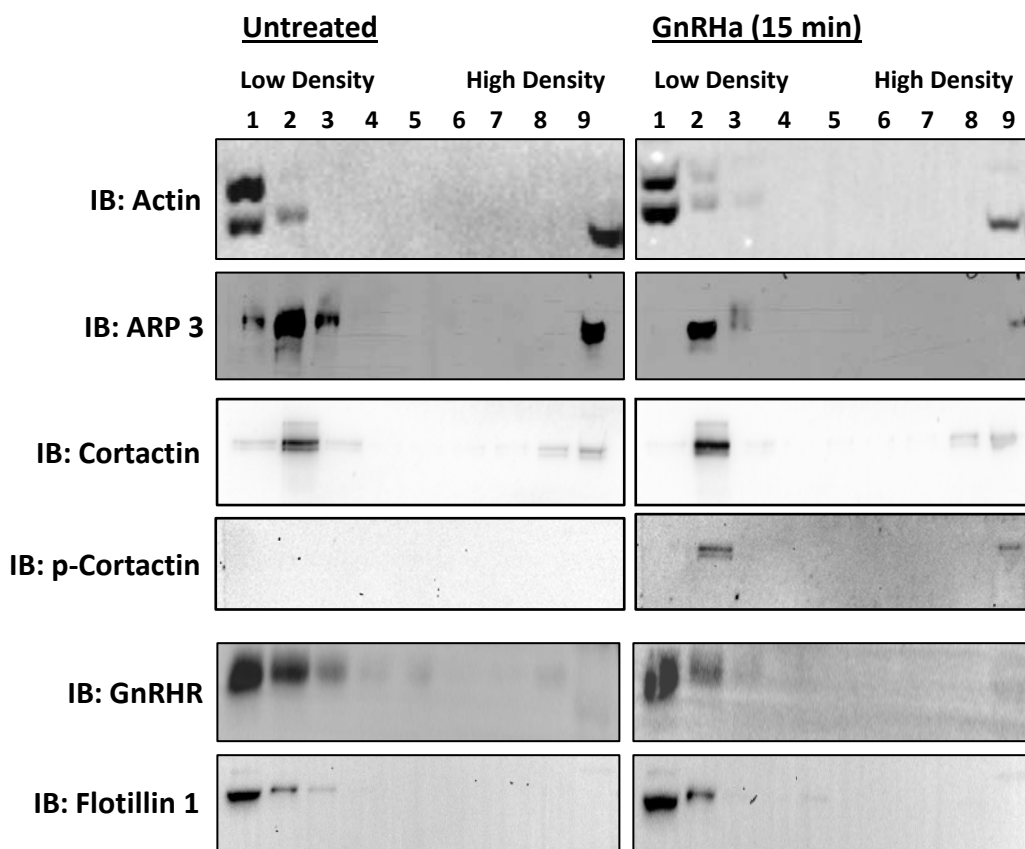 Untreated GnRHa (15 min)
Low Density High Density Low Density High Density
1 2 3 4 5 6 7 8 9 1 2 3 4 5 6 7 8 9
IB: Actin
IB: ARP 3
IB: Cortactin
IB: p-Cortactin
IB: GnRHR
IB: Flotillin 1